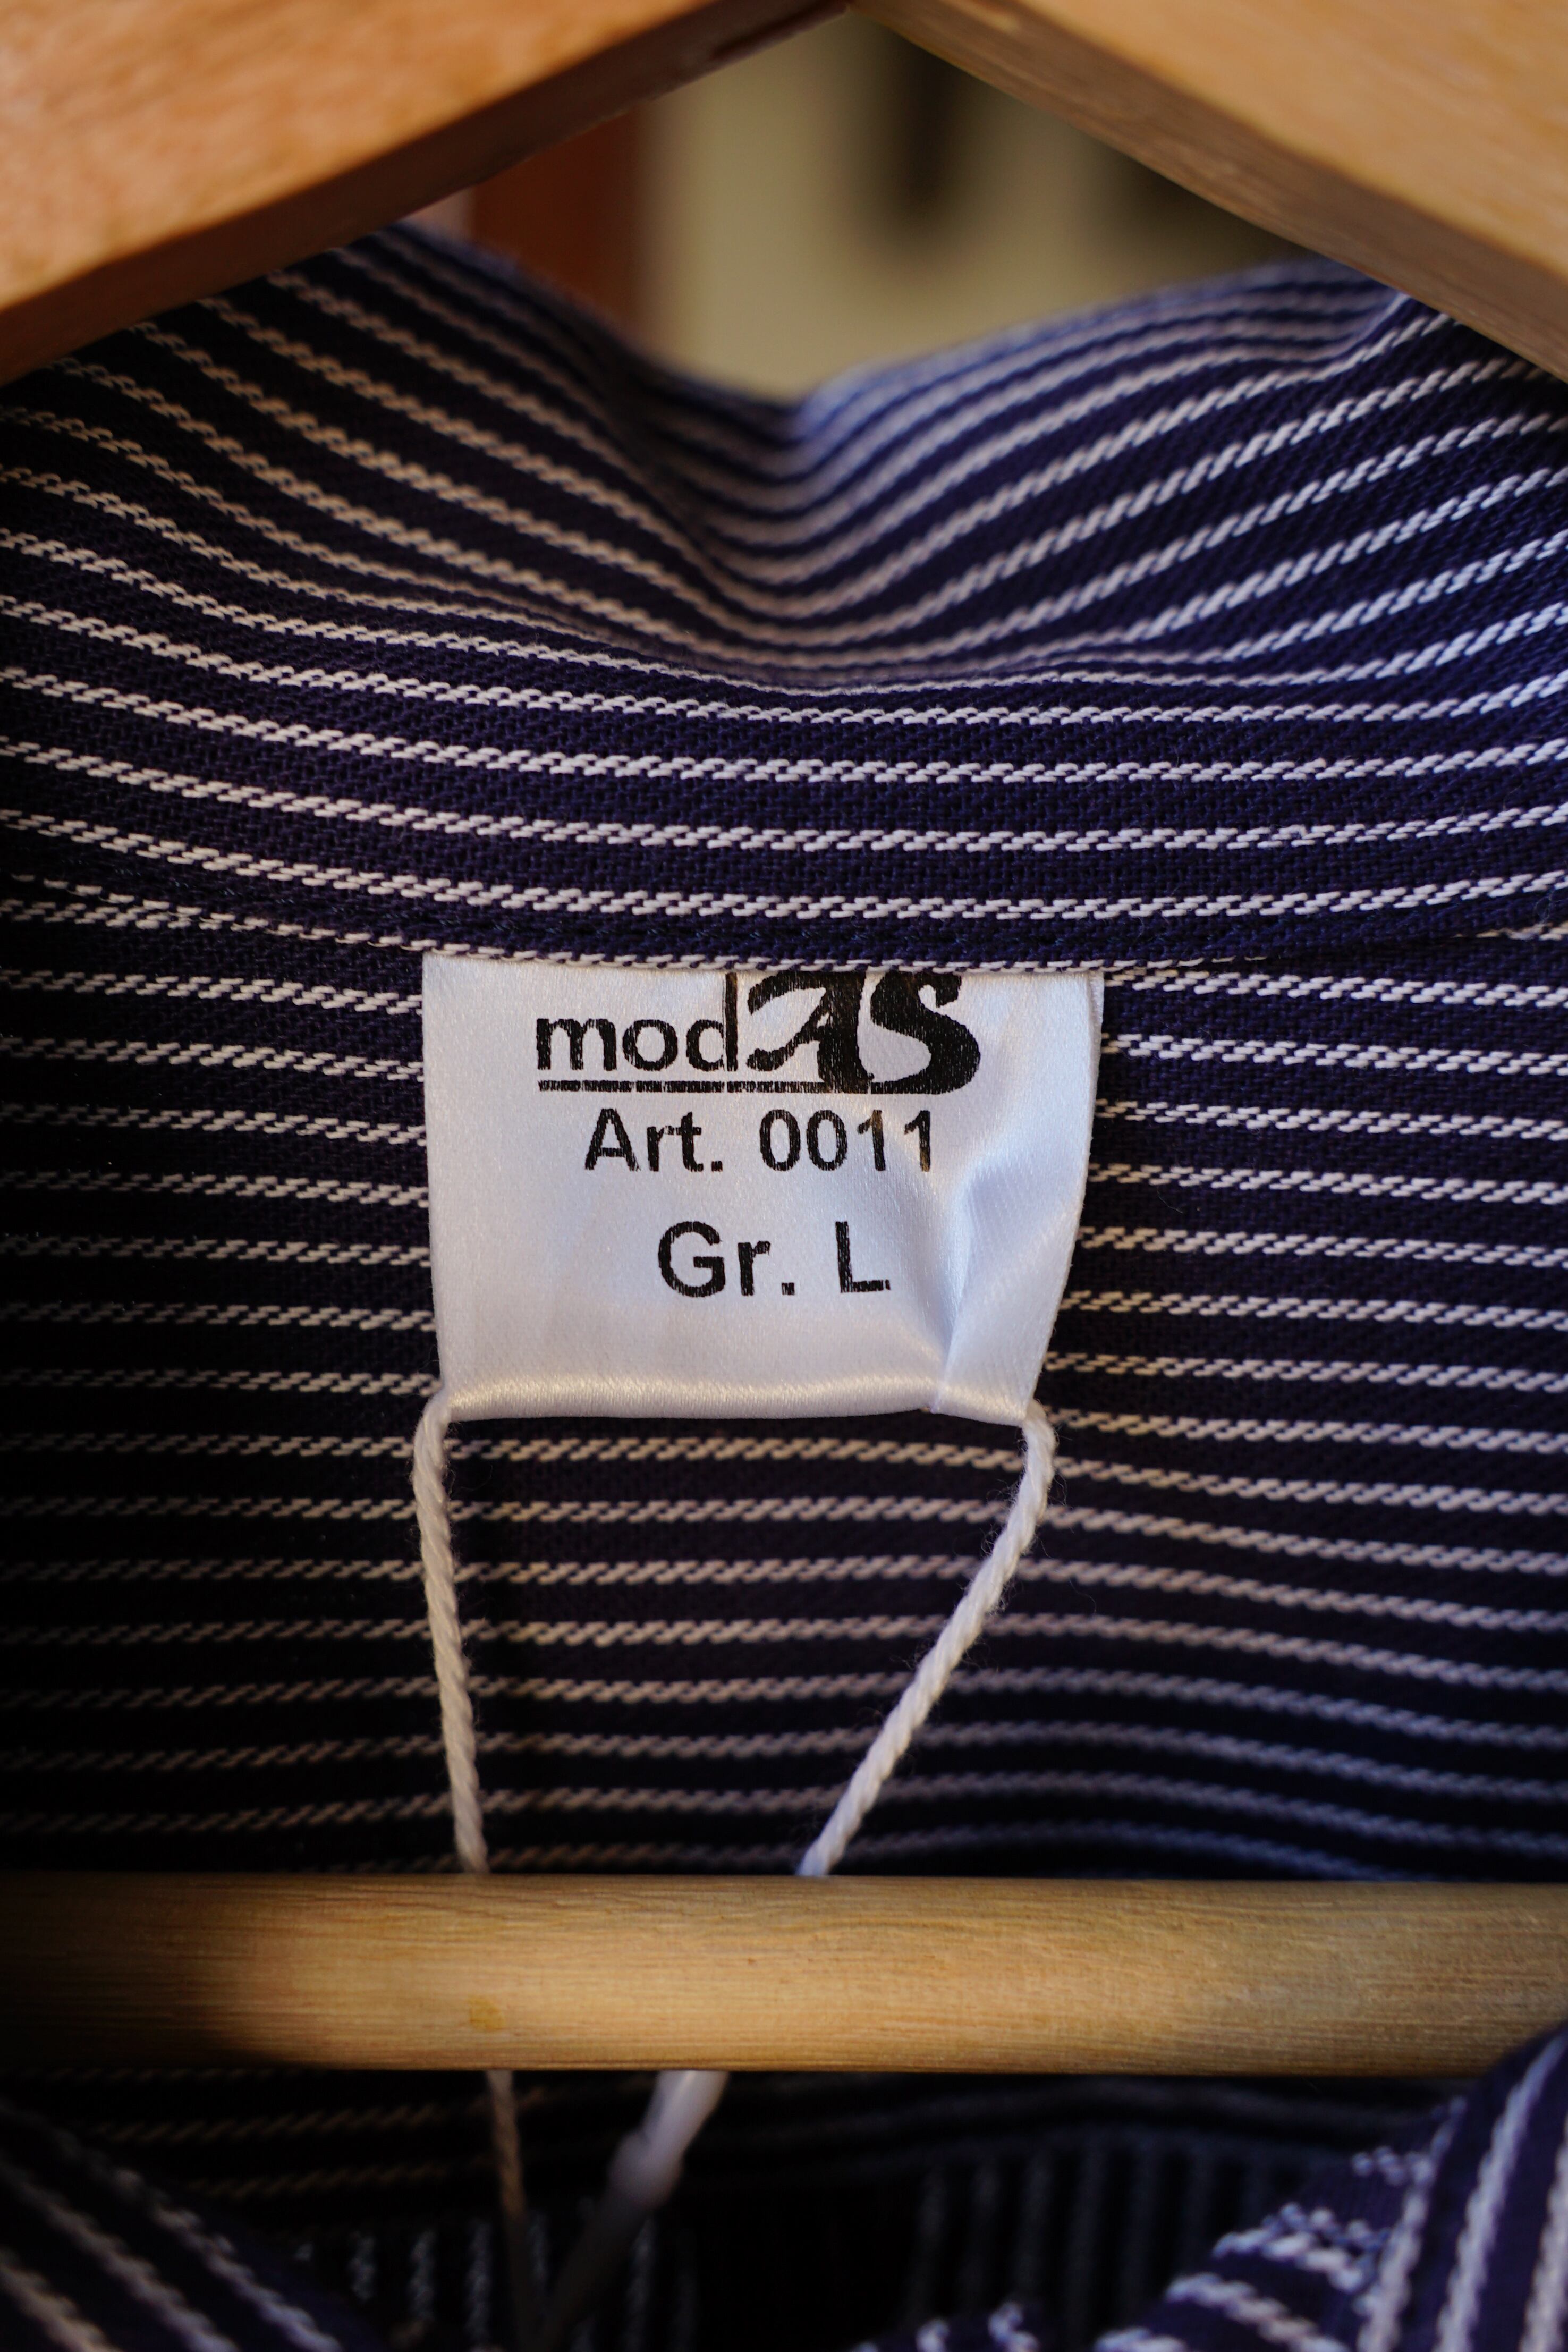 modAS
Art. 0011
Gr. L